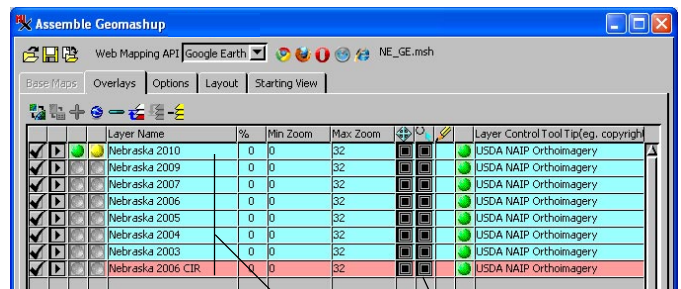 Assemble Geomashup
Web Mapping API Google Earth NE_GE.msh
Base Maps Overlays Options Layout Starting View
Layer Name % Min Zoom Max Zoom Layer Control Tool Tip(eg. copyright
Nebraska 2010 0 0 32 USDA NAIP Orthoimagery
Nebraska 2009 0 0 32 USDA NAIP Orthoimagery
Nebraska 2007 0 0 32 USDA NAIP Orthoimagery
Nebraska 2006 0 0 32 USDA NAIP Orthoimagery
Nebraska 2005 0 0 32 USDA NAIP Orthoimagery
Nebraska 2004 0 0 32 USDA NAIP Orthoimagery
Nebraska 2003 0 0 32 USDA NAIP Orthoimagery
Nebraska 2006 CIR 0 0 32 USDA NAIP Orthoimagery